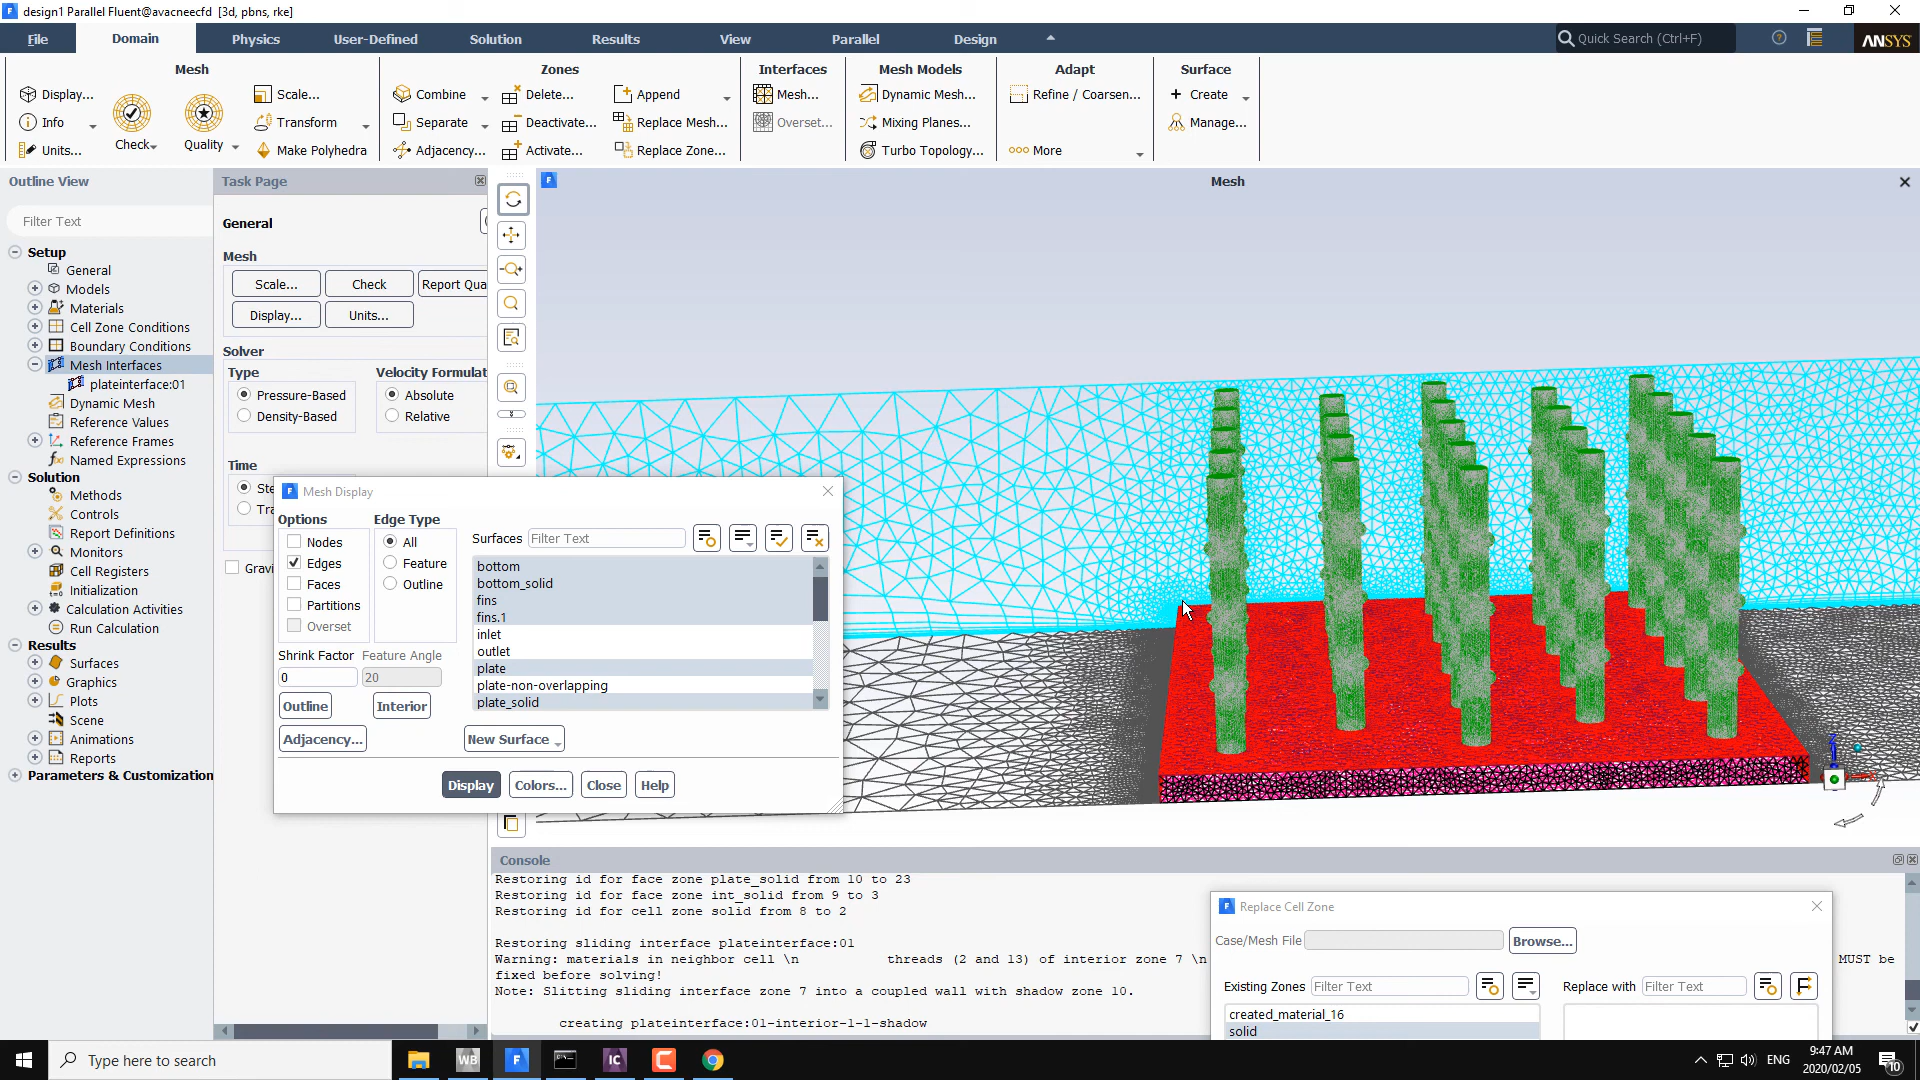 design1 Parallel Fluent@avacneecfd [3d, pbns, rke]
File
Domain
Physics
User-Defined
Solution
Results
View
Parallel
Design
Quick Search (Ctrl+F)
ANSYS
Mesh
Display...
Info
Units...
Check
Quality
Scale...
Transform
Make Polyhedra
Zones
Combine
Separate
Adjacency...
Delete...
Deactivate...
Activate...
Append
Replace Mesh...
Replace Zone...
Interfaces
Mesh...
Overset...
Mesh Models
Dynamic Mesh...
Mixing Planes...
Turbo Topology...
Adapt
Refine / Coarsen...
More
Surface
Create
Manage...
Outline View
Filter Text
Setup
General
Models
Materials
Cell Zone Conditions
Boundary Conditions
Mesh Interfaces
plateinterface:01
Dynamic Mesh
Reference Values
Reference Frames
Named Expressions
Solution
Methods
Controls
Report Definitions
Monitors
Cell Registers
Initialization
Calculation Activities
Run Calculation
Results
Surfaces
Graphics
Plots
Scene
Animations
Reports
Parameters & Customization
Task Page
General
Mesh
Scale...
Check
Report Qua
Display...
Units...
Solver
Type
Velocity Formulat
Pressure-Based
Absolute
Density-Based
Relative
Time
Ste
Tra
Gravi
Mesh
Mesh Display
Options
Nodes
Edges
Faces
Partitions
Overset
Edge Type
All
Feature
Outline
Shrink Factor
Feature Angle
0
20
Outline
Interior
Adjacency...
Surfaces
Filter Text
bottom
bottom_solid
fins
fins.1
inlet
outlet
plate
plate-non-overlapping
plate_solid
New Surface
Display
Colors...
Close
Help
Console
Restoring id for face zone plate_solid from 10 to 23
Restoring id for face zone int_solid from 9 to 3
Restoring id for cell zone solid from 8 to 2
Restoring sliding interface plateinterface:01
Warning: materials in neighbor cell \n threads (2 and 13) of interior zone 7 \n MUST be
fixed before solving!
Note: Slitting sliding interface zone 7 into a coupled wall with shadow zone 10.
creating plateinterface:01-interior-1-1-shadow
Replace Cell Zone
Case/Mesh File
Browse...
Existing Zones
Filter Text
Replace with
Filter Text
created_material_16
solid
Type here to search
WB
F
IC
C
ENG
9:47 AM
2020/02/05
10